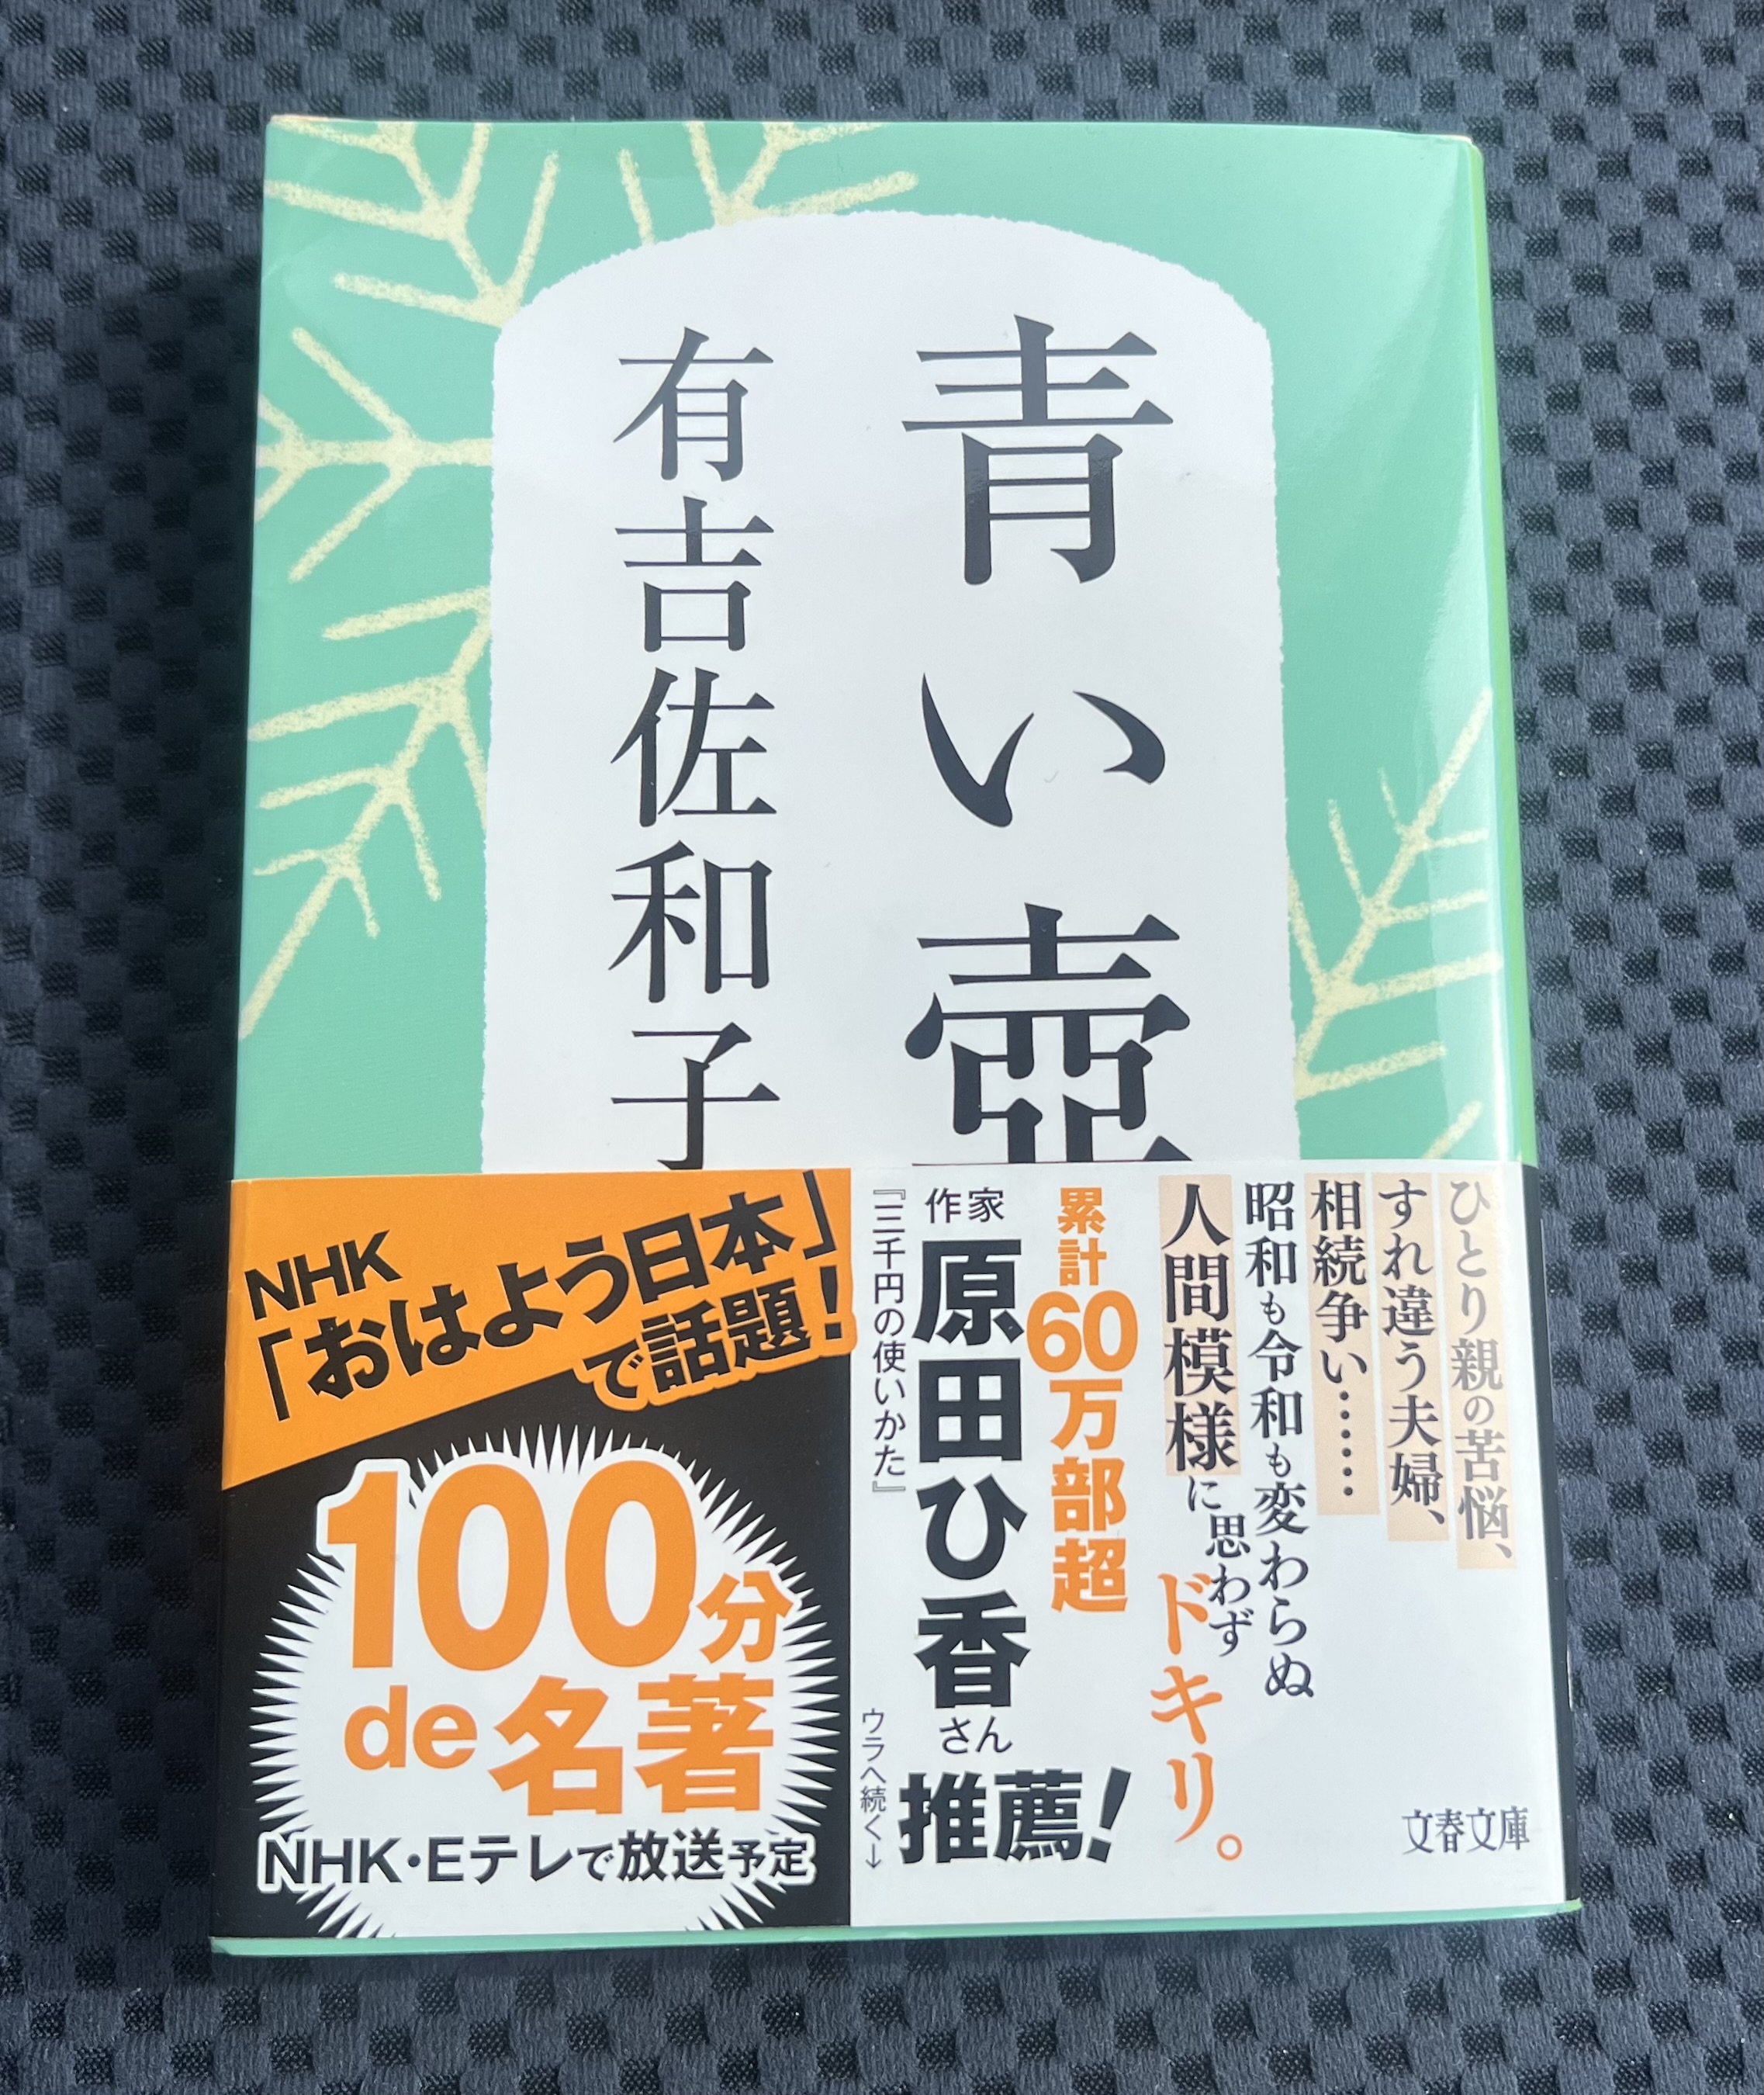 青い壺
有吉佐和子
ひとり親の苦悩、
すれ違う夫婦、
相続争い……
昭和も令和も変わらぬ
人間模様に思わず
ドキリ。
累計60万部超
作家
原田ひ香さん
推薦!
『三千円の使いかた』
ウラへ続く→
NHK
「おはよう日本」
で話題!
100分
de名著
NHK・Eテレで放送予定
文春文庫